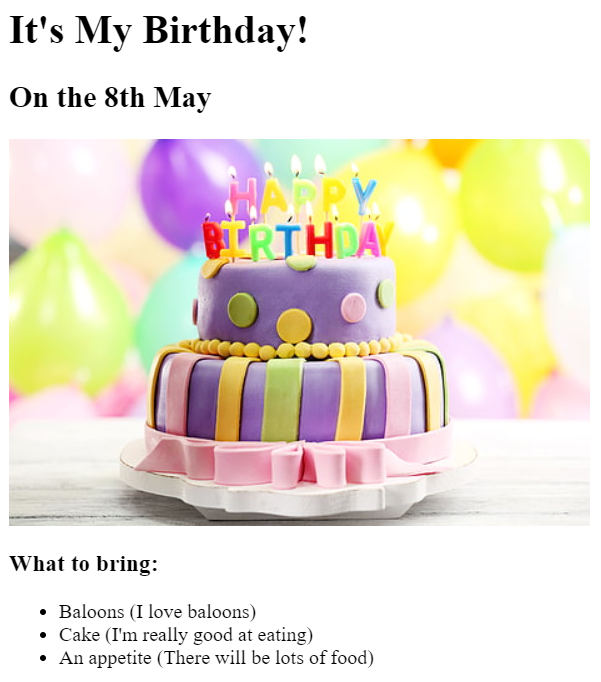 It's My Birthday!
On the 8th May
HAPPY
BIRTHDAY
What to bring:
Baloons (I love baloons)
Cake (I'm really good at eating)
An appetite (There will be lots of food)